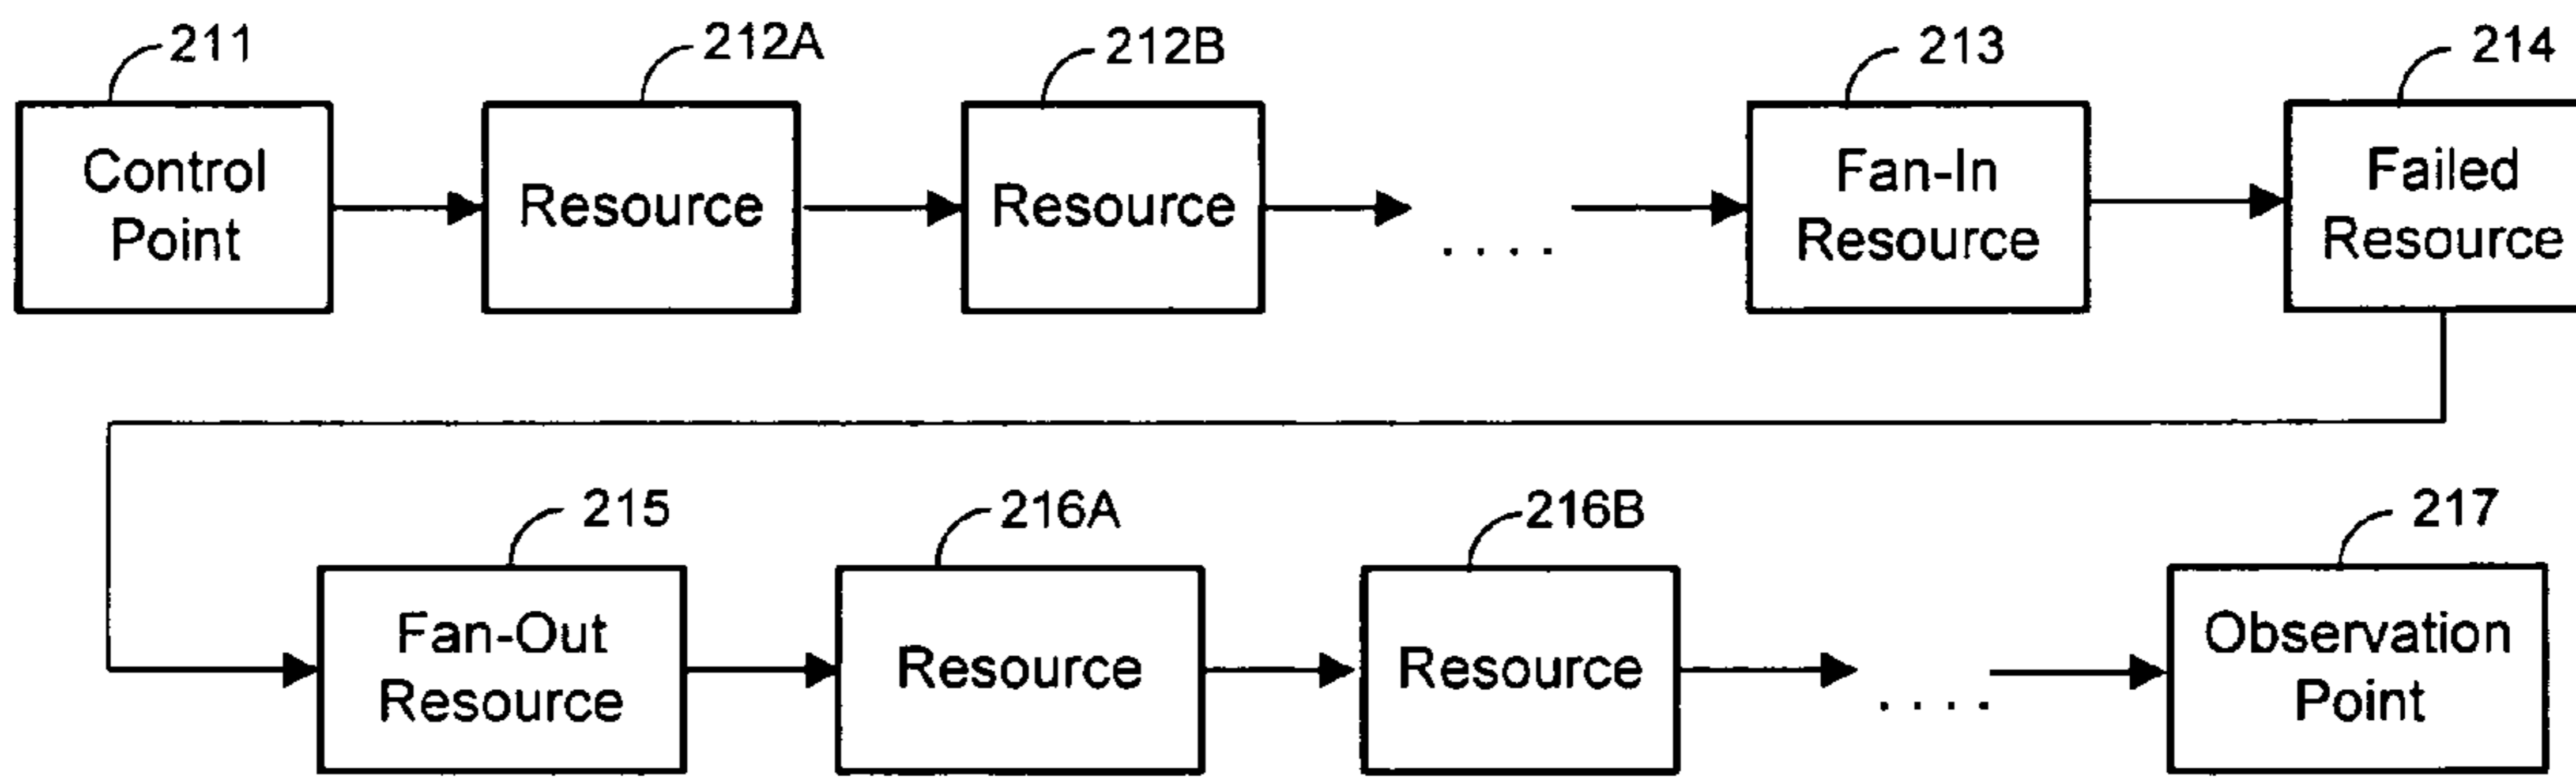 211
212A
212B
213
214
Control
Point
Resource
Resource
. . . .
Fan-In
Resource
Failed
Resource
215
216A
216B
217
Fan-Out
Resource
Resource
Resource
. . . .
Observation
Point